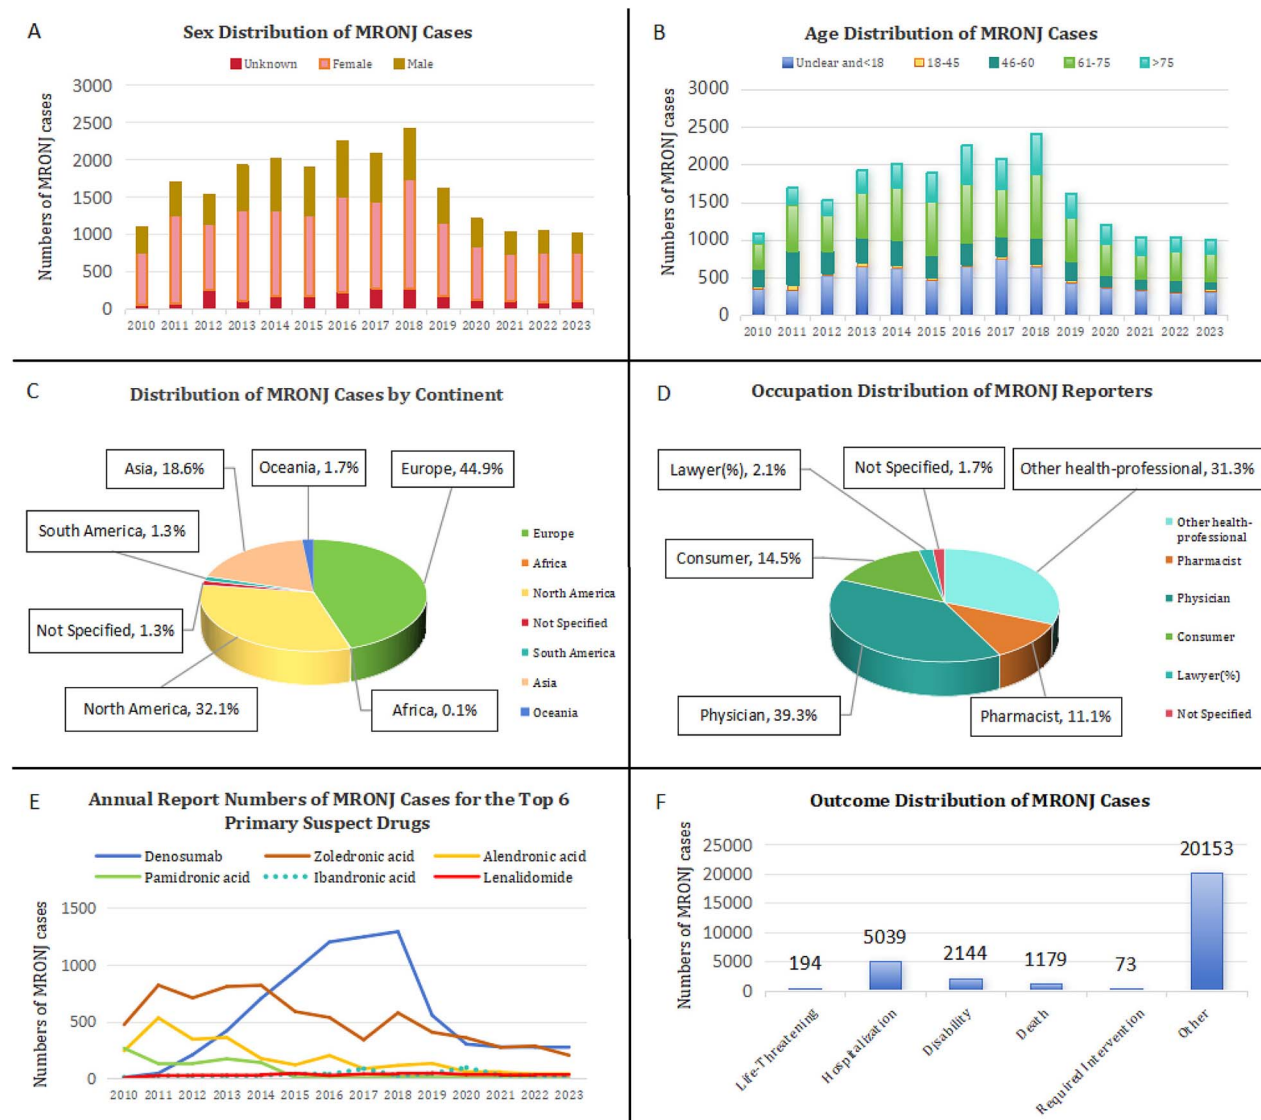 A
Sex Distribution of MRONJ Cases
Unknown Female Male
Numbers of MRONJ cases
3000
2500
2000
1500
1000
500
0
2010 2011 2012 2013 2014 2015 2016 2017 2018 2019 2020 2021 2022 2023
B
Age Distribution of MRONJ Cases
Unclear and<18 18-45 46-60 61-75 >75
Numbers of MRONJ cases
3000
2500
2000
1500
1000
500
0
2010 2011 2012 2013 2014 2015 2016 2017 2018 2019 2020 2021 2022 2023
C
Distribution of MRONJ Cases by Continent
Asia, 18.6%
Oceania, 1.7%
Europe, 44.9%
South America, 1.3%
Not Specified, 1.3%
North America, 32.1%
Africa, 0.1%
Europe
Africa
North America
Not Specified
South America
Asia
Oceania
D
Occupation Distribution of MRONJ Reporters
Lawyer(%), 2.1%
Not Specified, 1.7%
Other health-professional, 31.3%
Consumer, 14.5%
Physician, 39.3%
Pharmacist, 11.1%
Other health-
professional
Pharmacist
Physician
Consumer
Lawyer(%)
Not Specified
E
Annual Report Numbers of MRONJ Cases for the Top 6
Primary Suspect Drugs
Denosumab Zoledronic acid Alendronic acid
Pamidronic acid Ibandronic acid Lenalidomide
Numbers of MRONJ cases
1500
1000
500
0
2010 2011 2012 2013 2014 2015 2016 2017 2018 2019 2020 2021 2022 2023
F
Outcome Distribution of MRONJ Cases
Numbers of MRONJ cases
25000
20000
15000
10000
5000
0
194
5039
2144
1179
73
20153
Life-Threatening
Hospitalization
Disability
Death
Required Intervention
Other